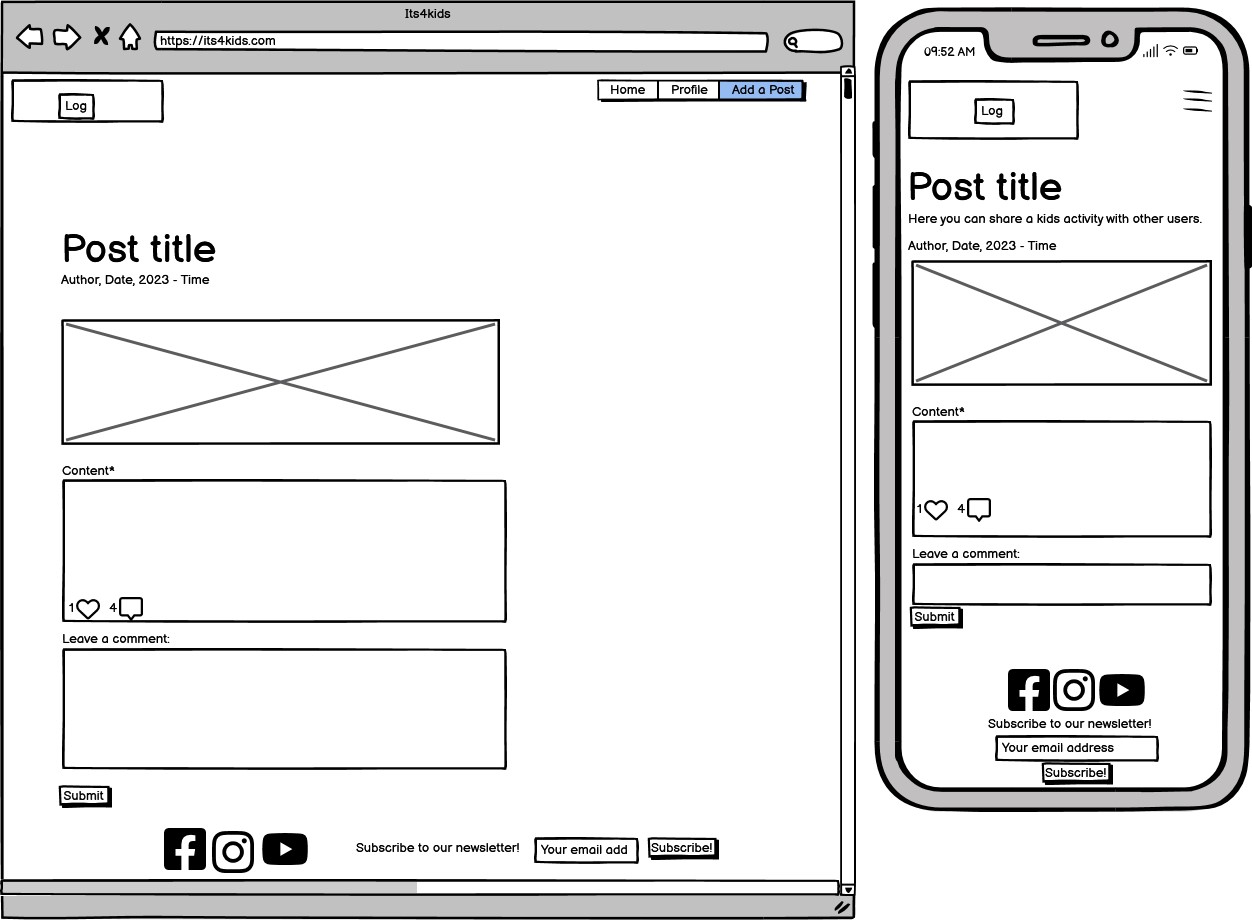 Its4kids
https://its4kids.com
Log
Home Profile Add a Post
Post title
Author, Date, 2023 - Time
Content*
1 4
Leave a comment:
Submit
Subscribe to our newsletter! Your email add Subscribe!
09:52 AM
Log
Post title
Here you can share a kids activity with other users.
Author, Date, 2023 - Time
Content*
1 4
Leave a comment:
Submit
Subscribe to our newsletter!
Your email address
Subscribe!